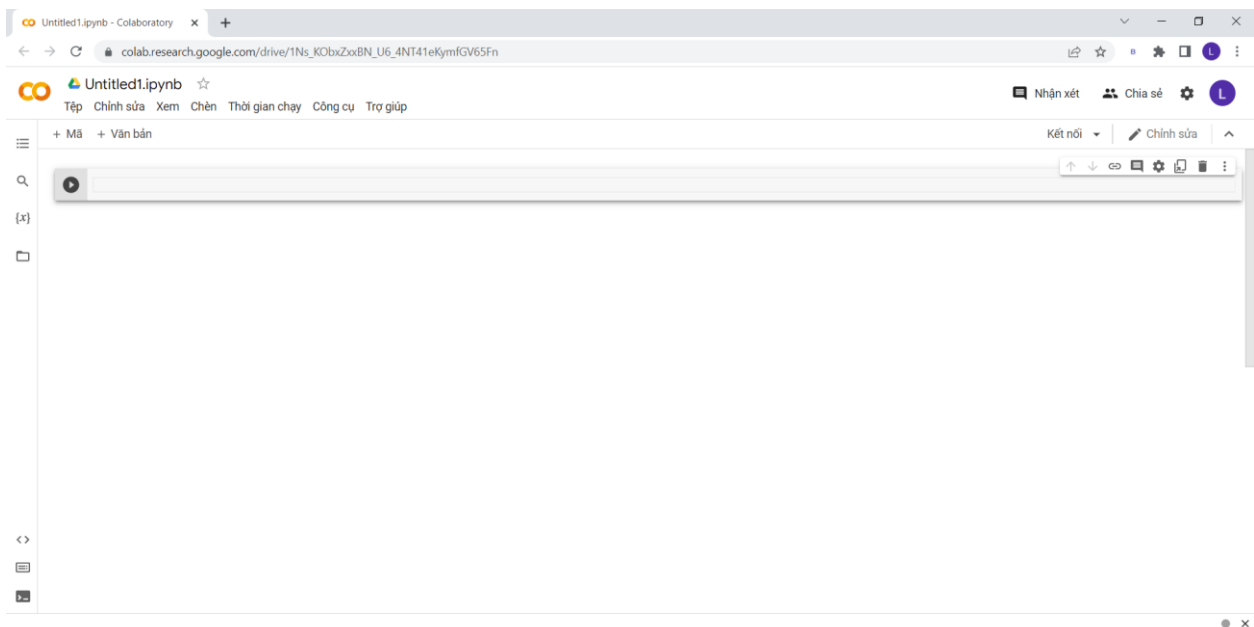 Untitled1.ipynb - Colaboratory
colab.research.google.com/drive/1Ns_KObxZxxBN_U6_4NT41eKymfGV65Fn
L
CO
Untitled1.ipynb
Nhận xét Chia sẻ L
Tệp Chỉnh sửa Xem Chèn Thời gian chạy Công cụ Trợ giúp
+ Mã + Văn bản
Kết nối Chỉnh sửa
{x}